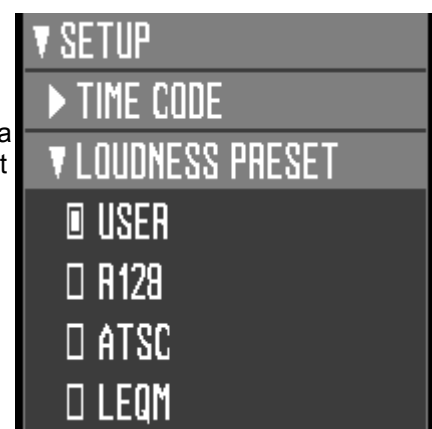 SETUP
TIME CODE
a
LOUDNESS PRESET
t
USER
R128
ATSC
LEQM